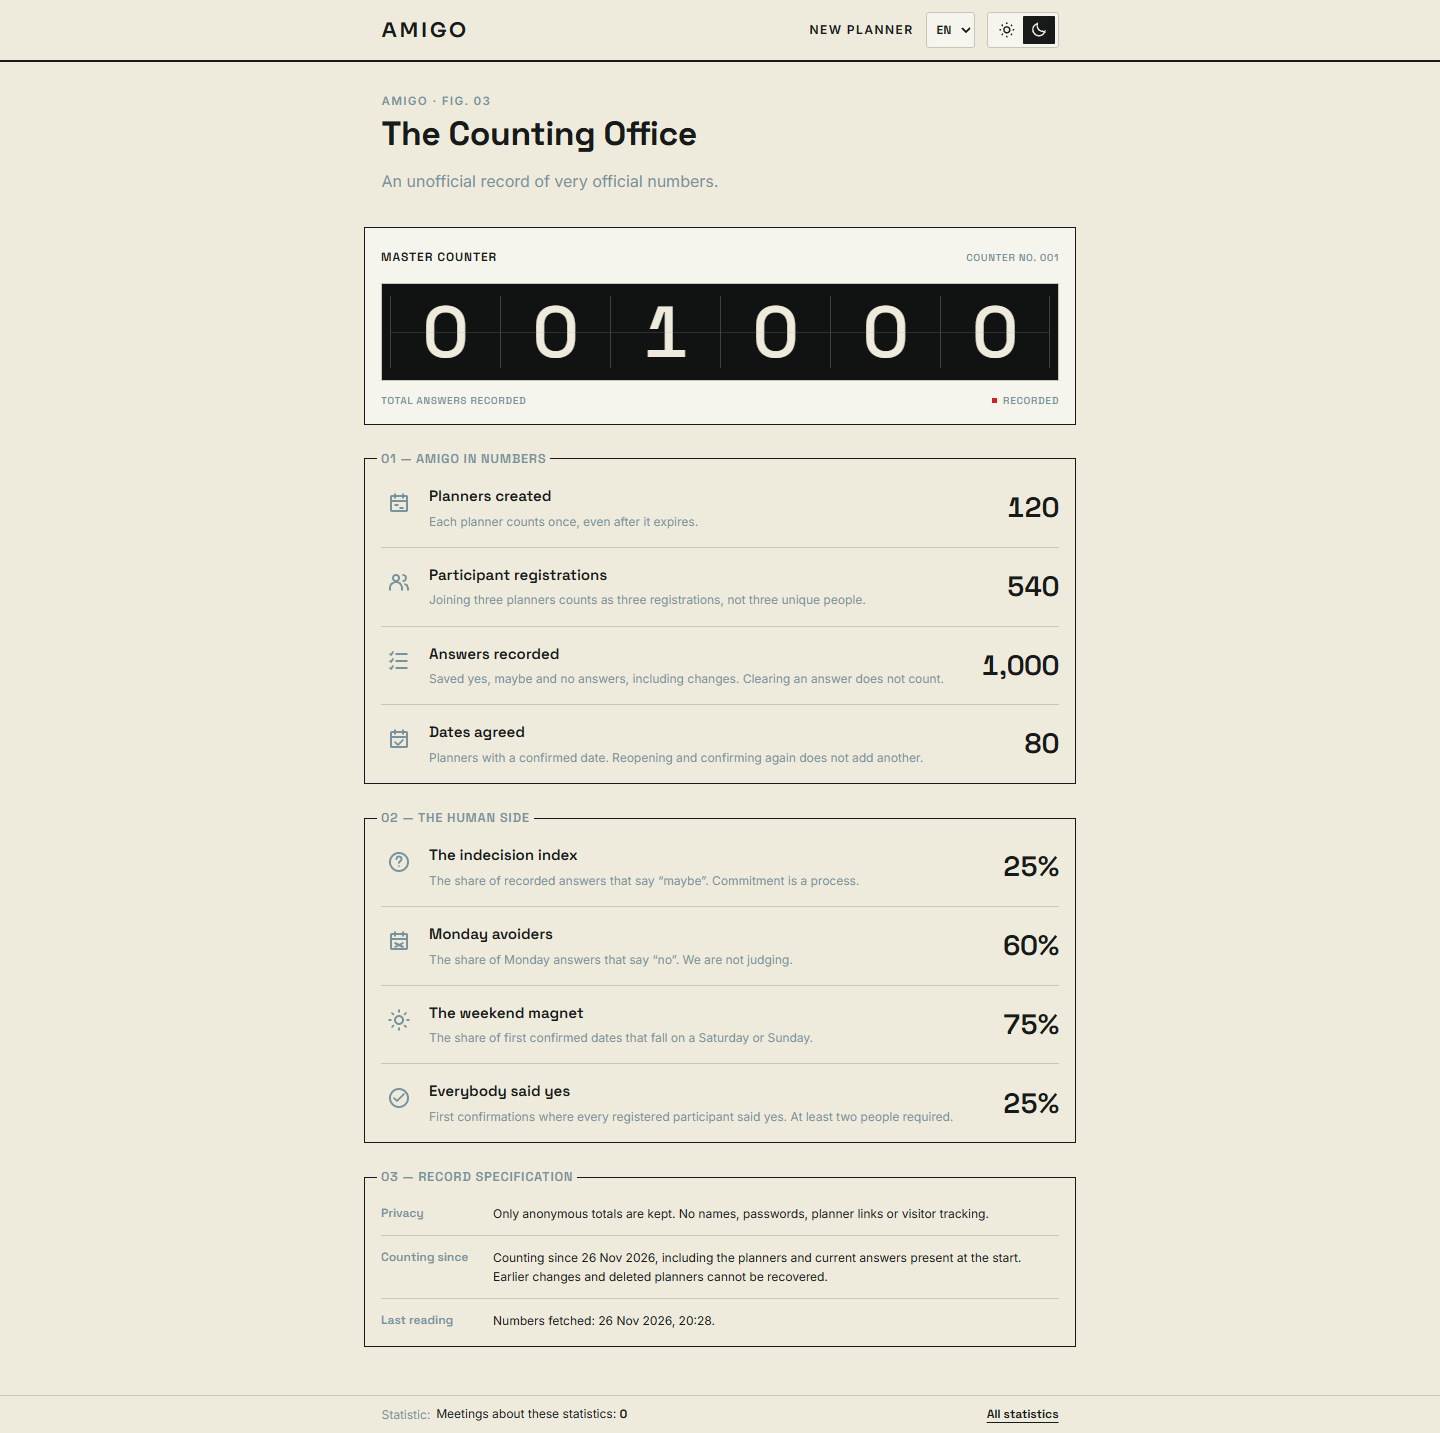 AMIGO
NEW PLANNER
EN
AMIGO · FIG. 03
The Counting Office
An unofficial record of very official numbers.
MASTER COUNTER
COUNTER NO. 001
0 0 1 0 0 0
TOTAL ANSWERS RECORDED
RECORDED
01 — AMIGO IN NUMBERS
Planners created
Each planner counts once, even after it expires.
120
Participant registrations
Joining three planners counts as three registrations, not three unique people.
540
Answers recorded
Saved yes, maybe and no answers, including changes. Clearing an answer does not count.
1,000
Dates agreed
Planners with a confirmed date. Reopening and confirming again does not add another.
80
02 — THE HUMAN SIDE
The indecision index
The share of recorded answers that say “maybe”. Commitment is a process.
25%
Monday avoiders
The share of Monday answers that say “no”. We are not judging.
60%
The weekend magnet
The share of first confirmed dates that fall on a Saturday or Sunday.
75%
Everybody said yes
First confirmations where every registered participant said yes. At least two people required.
25%
03 — RECORD SPECIFICATION
Privacy
Only anonymous totals are kept. No names, passwords, planner links or visitor tracking.
Counting since
Counting since 26 Nov 2026, including the planners and current answers present at the start.
Earlier changes and deleted planners cannot be recovered.
Last reading
Numbers fetched: 26 Nov 2026, 20:28.
Statistic: Meetings about these statistics: 0
All statistics